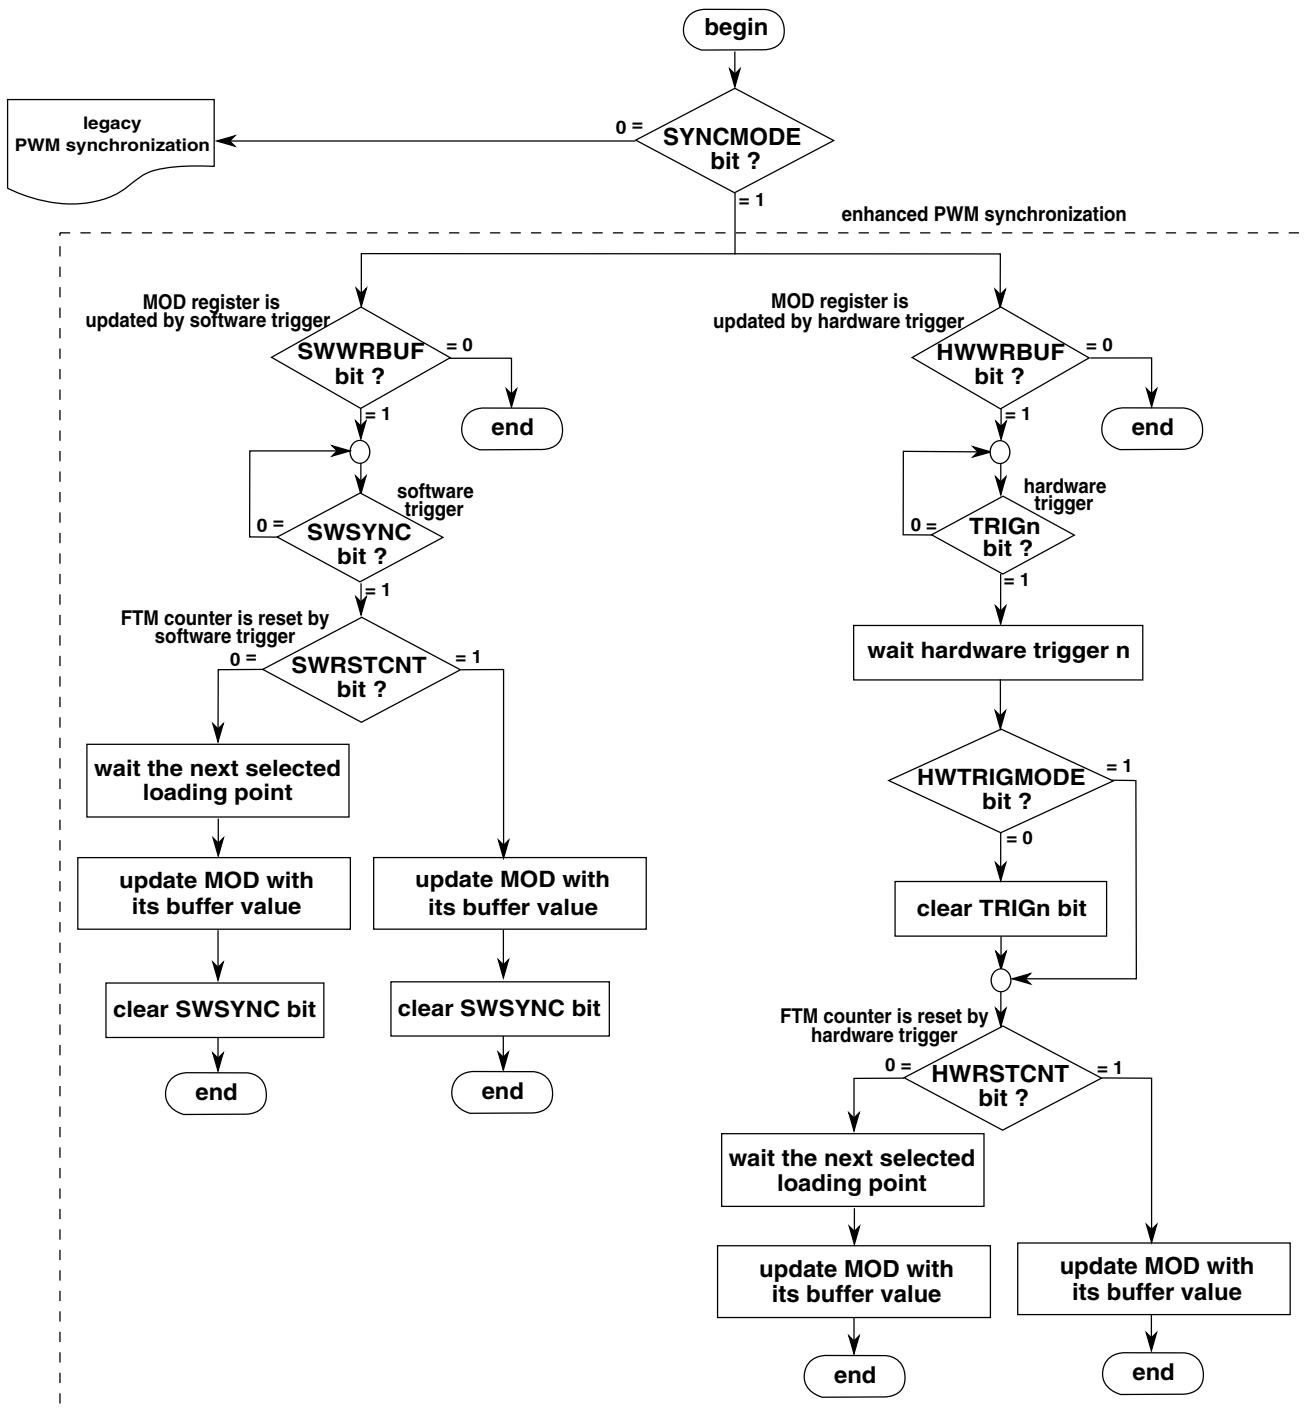 begin
legacy
PWM synchronization
0 =
SYNCMODE
bit ?
= 1
enhanced PWM synchronization
MOD register is
updated by software trigger
SWWRBUF
bit ?
= 0
= 1
end
software
trigger
0 =
SWSYNC
bit ?
= 1
FTM counter is reset by
software trigger
0 =
SWRSTCNT
bit ?
= 1
wait the next selected
loading point
update MOD with
its buffer value
clear SWSYNC bit
end
update MOD with
its buffer value
clear SWSYNC bit
end
MOD register is
updated by hardware trigger
HWWRBUF
bit ?
= 0
= 1
end
hardware
trigger
0 =
TRIGn
bit ?
= 1
wait hardware trigger n
HWTRIGMODE
bit ?
= 1
= 0
clear TRIGn bit
FTM counter is reset by
hardware trigger
0 =
HWRSTCNT
bit ?
= 1
wait the next selected
loading point
update MOD with
its buffer value
end
update MOD with
its buffer value
end